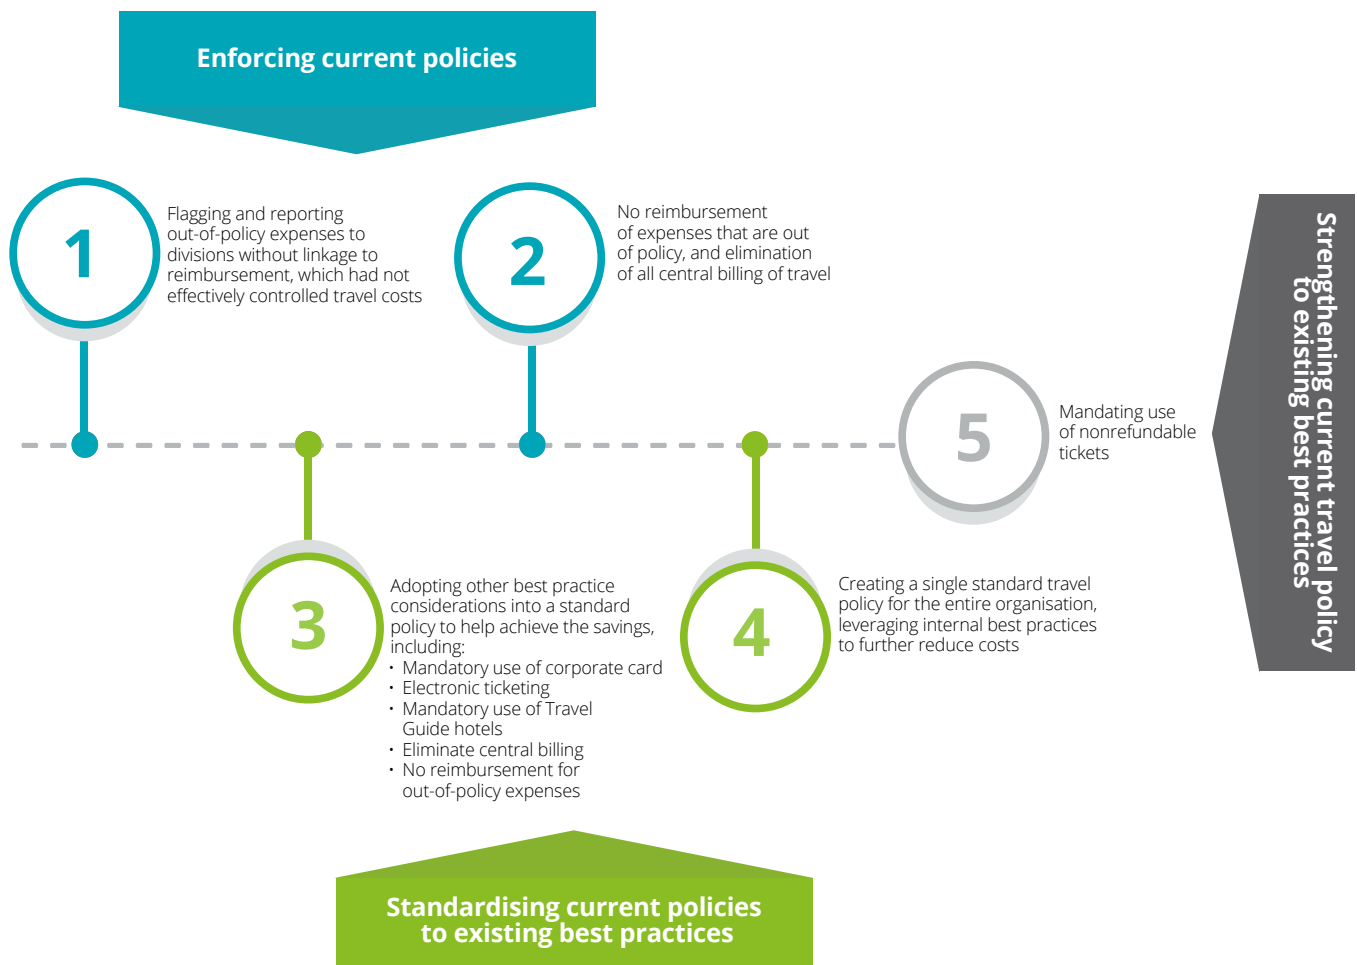 Enforcing current policies
1
Flagging and reporting
out-of-policy expenses to
divisions without linkage to
reimbursement, which had not
effectively controlled travel costs
2
No reimbursement
of expenses that are out
of policy, and elimination
of all central billing of travel
3
Adopting other best practice
considerations into a standard
policy to help achieve the savings,
including:
• Mandatory use of corporate card
• Electronic ticketing
• Mandatory use of Travel
Guide hotels
• Eliminate central billing
• No reimbursement for
out-of-policy expenses
4
Creating a single standard travel
policy for the entire organisation,
leveraging internal best practices
to further reduce costs
5
Mandating use
of nonrefundable
tickets
Strengthening current travel policy
to existing best practices
Standardising current policies
to existing best practices